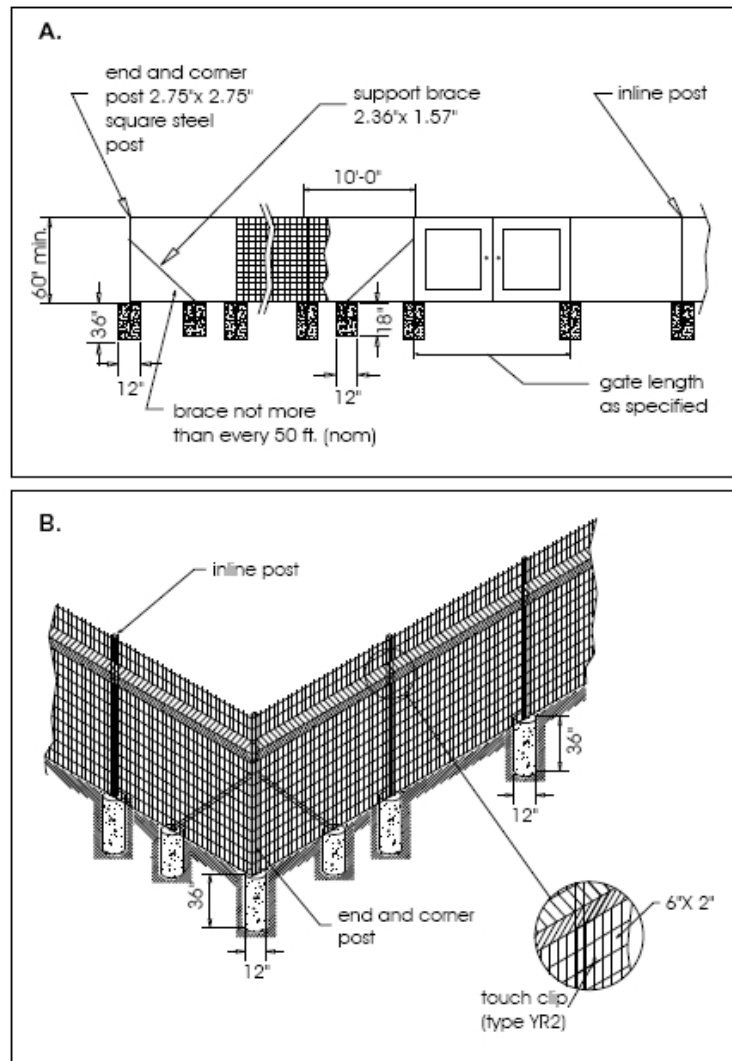 A.
end and corner
post 2.75"x 2.75"
square steel
post
support brace
2.36"x 1.57"
inline post
10'-0"
60" min.
36"
18"
12"
12"
brace not more
than every 50 ft. (nom)
gate length
as specified
B.
inline post
36"
12"
36"
12"
end and corner
post
6"X 2"
touch clip
(type YR2)